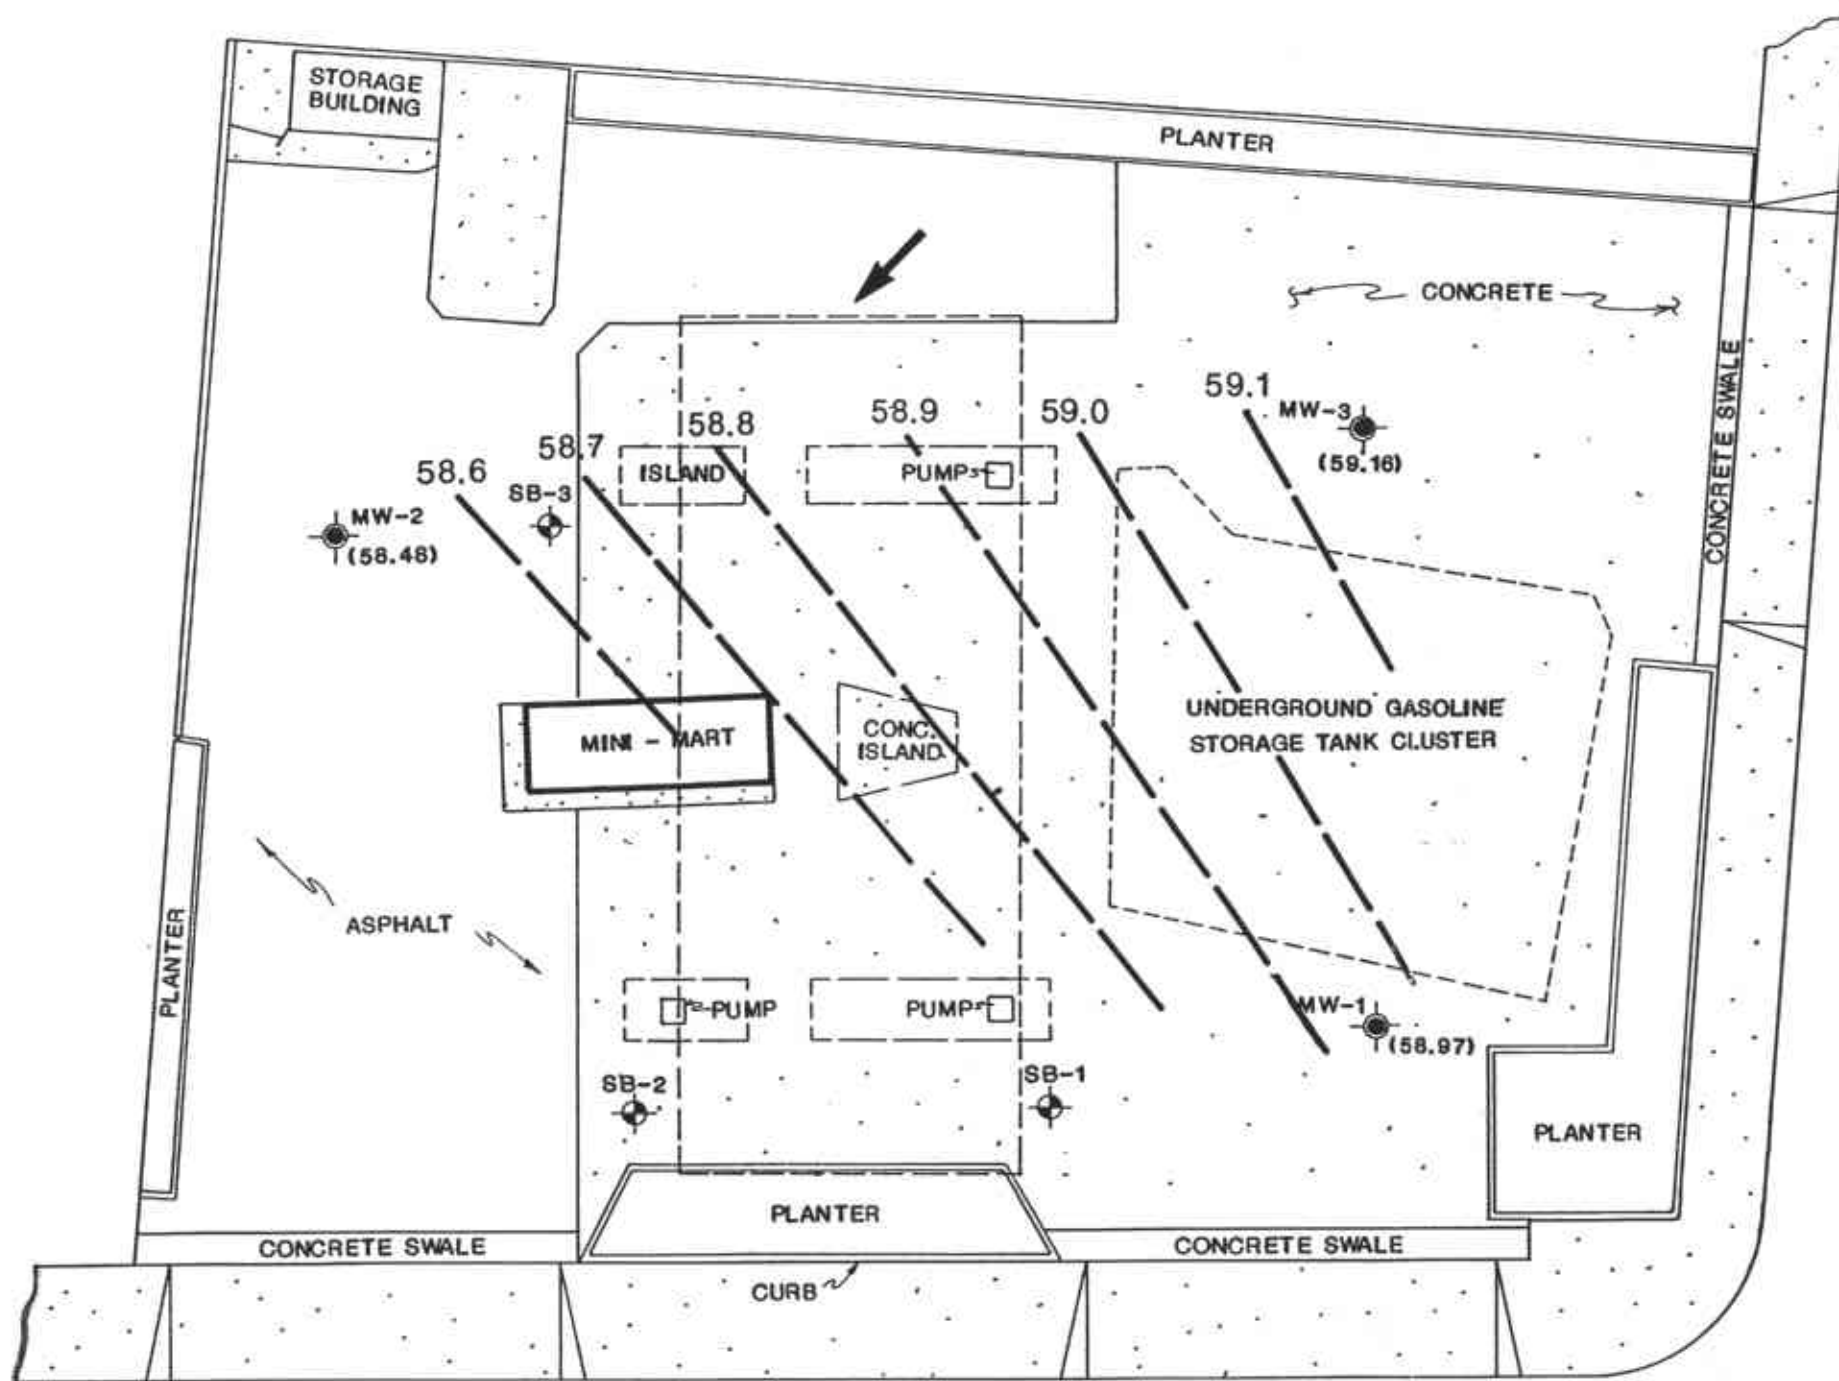 STORAGE
BUILDING
PLANTER
CONCRETE
CONCRETE SWALE
59.1
MW-3
(59.16)
59.0
58.9
58.8
58.7
58.6
ISLAND
PUMPS
SB-3
MW-2
(58.48)
UNDERGROUND GASOLINE
STORAGE TANK CLUSTER
MINI - MART
CONC.
ISLAND
ASPHALT
PLANTER
PUMP
PUMPS
MW-1
(58.97)
SB-2
SB-1
PLANTER
PLANTER
CONCRETE SWALE
CONCRETE SWALE
CURB